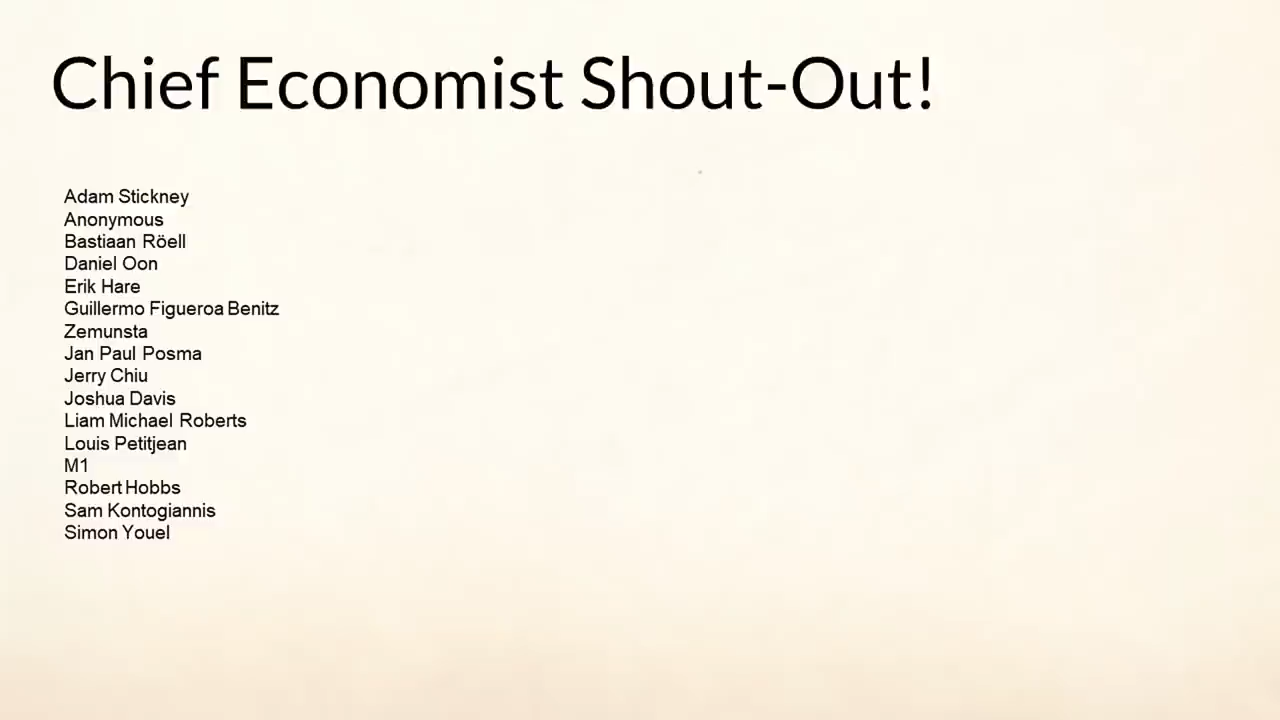 Chief Economist Shout-Out!
Adam Stickney
Anonymous
Bastiaan Röell
Daniel Oon
Erik Hare
Guillermo Figueroa Benitz
Zemunsta
Jan Paul Posma
Jerry Chiu
Joshua Davis
Liam Michael Roberts
Louis Petitjean
M1
Robert Hobbs
Sam Kontogiannis
Simon Youel